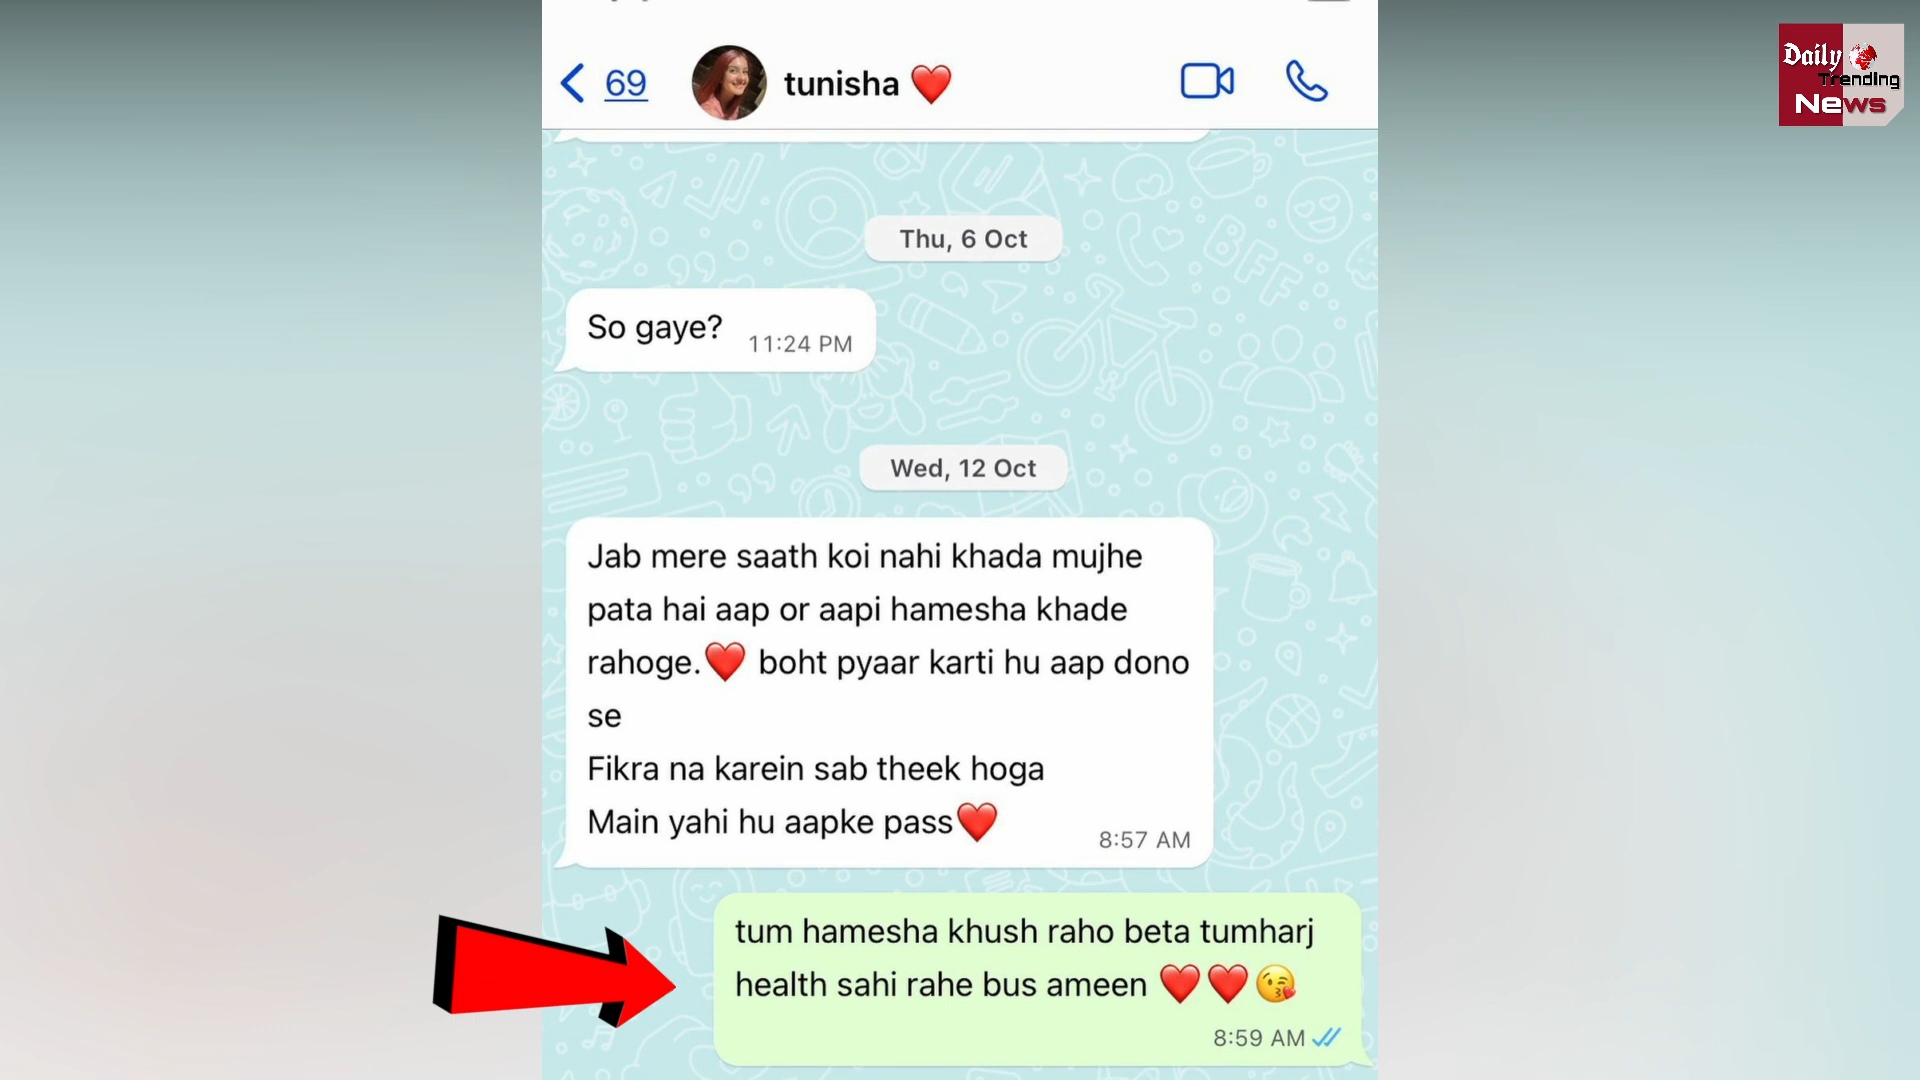 69
tunisha ❤️
Daily
Trending
News
Thu, 6 Oct
So gaye?
11:24 PM
Wed, 12 Oct
Jab mere saath koi nahi khada mujhe
pata hai aap or aapi hamesha khade
rahoge.❤️ boht pyaar karti hu aap dono
se
Fikra na karein sab theek hoga
Main yahi hu aapke pass❤️
8:57 AM
tum hamesha khush raho beta tumharj
health sahi rahe bus ameen ❤️❤️😘
8:59 AM